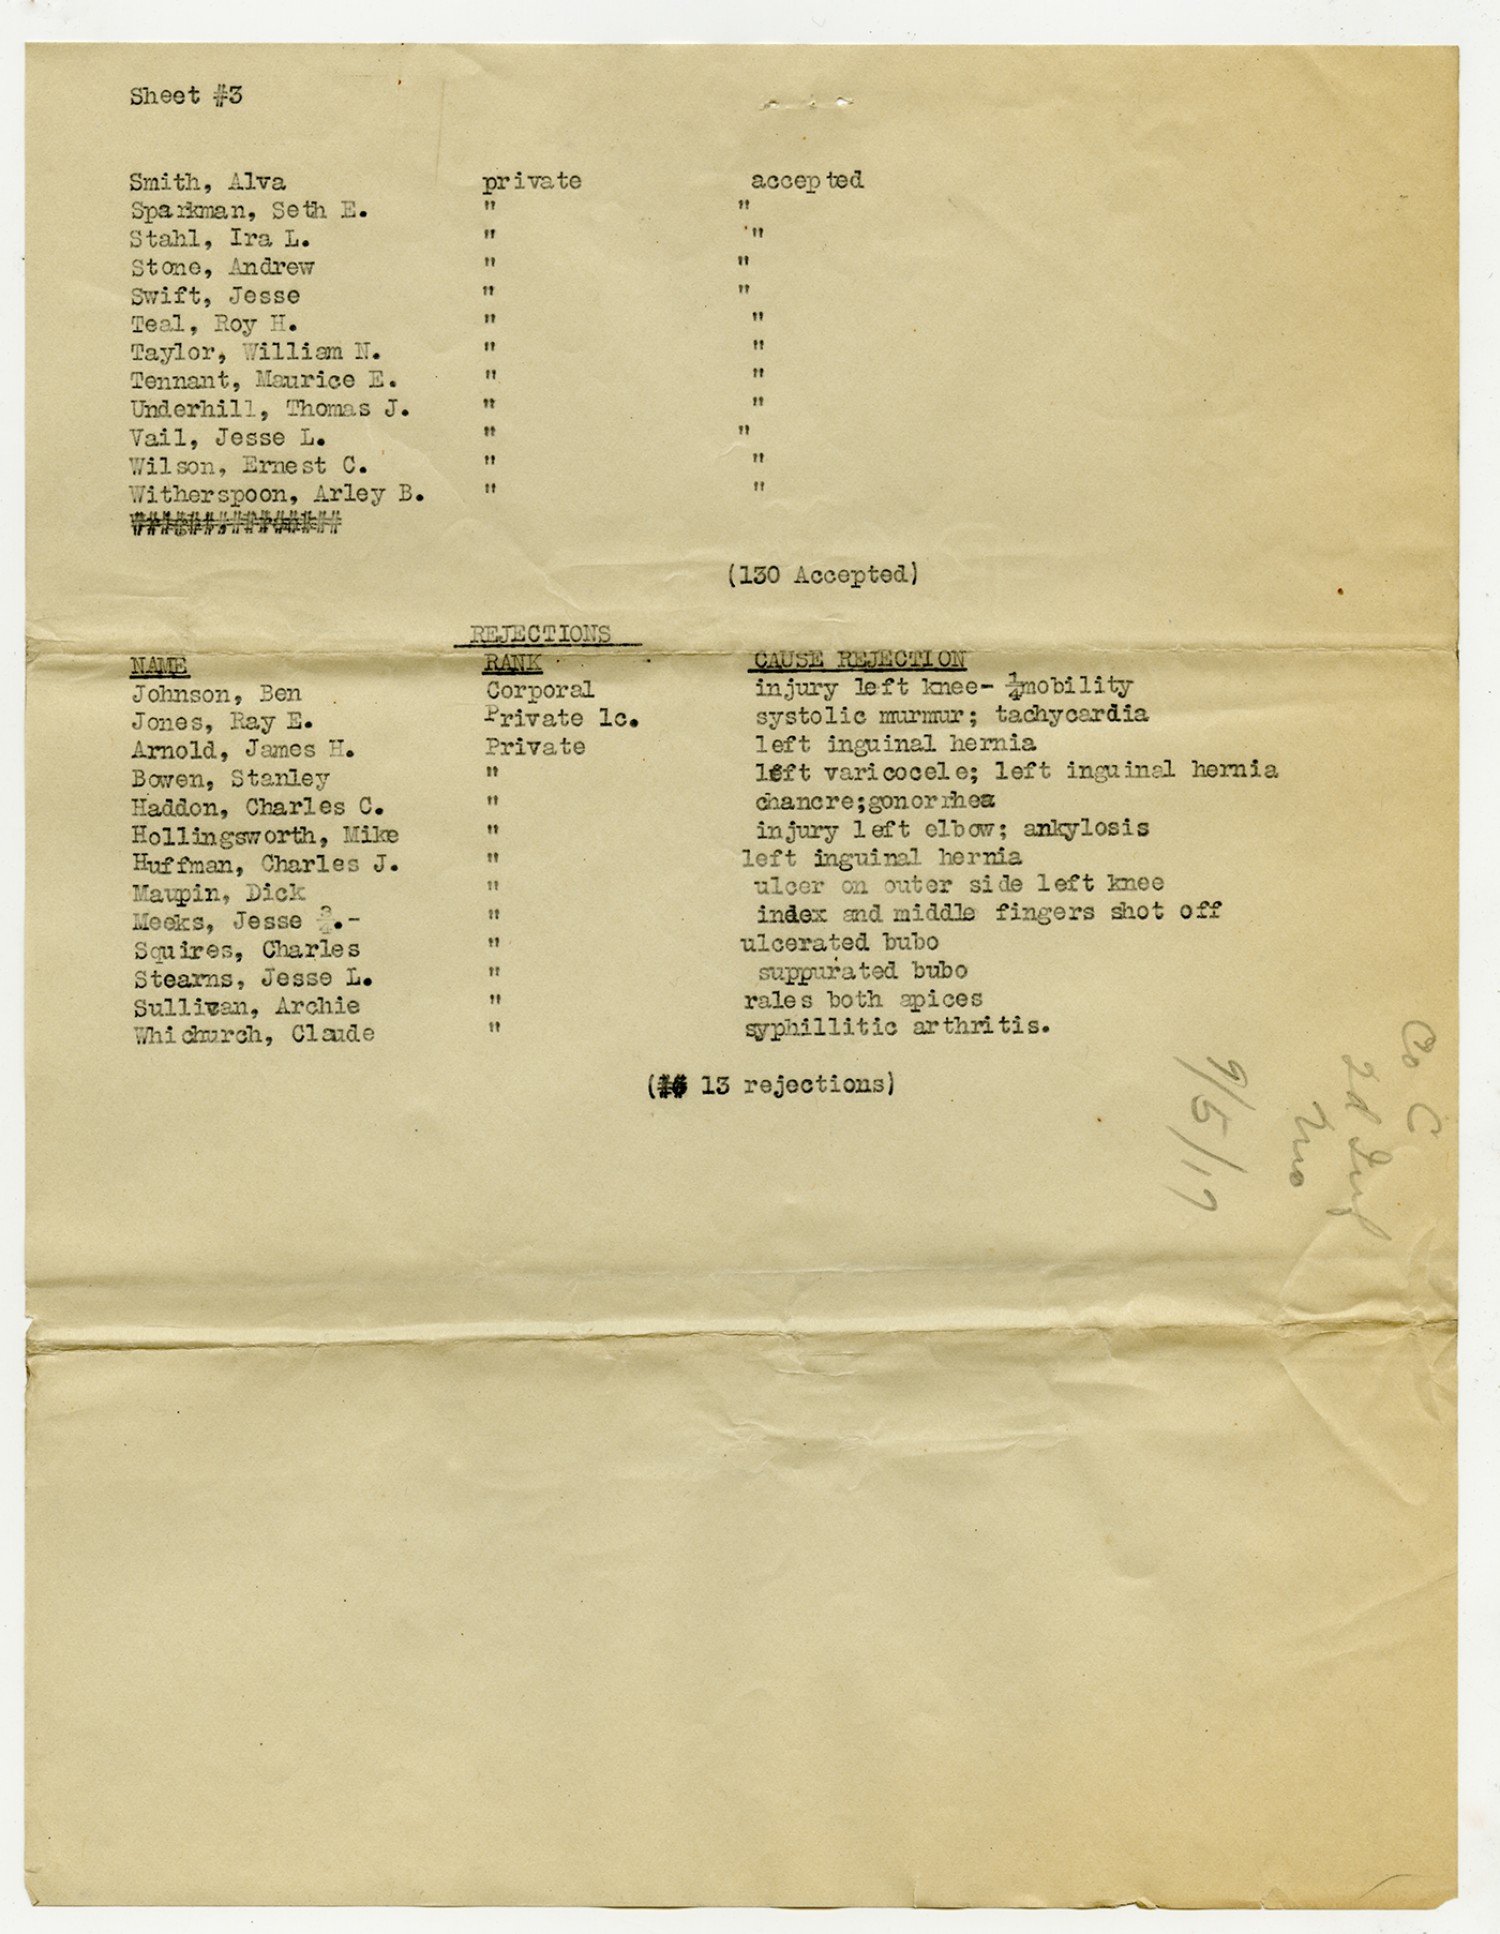 Sheet #3
Smith, Alva private accepted
Sparkman, Seth E. " "
Stahl, Ira L. " "
Stone, Andrew " "
Swift, Jesse " "
Teal, Roy H. " "
Taylor, William N. " "
Tennant, Maurice E. " "
Underhill, Thomas J. " "
Vail, Jesse L. " "
Wilson, Ernest C. " "
Witherspoon, Arley B. " "
(130 Accepted)
REJECTIONS
NAME RANK CAUSE REJECTION
Johnson, Ben Corporal injury left knee- mobility
Jones, Ray E. Private 1c. systolic murmur; tachycardia
Arnold, James H. Private left inguinal hernia
Bowen, Stanley " left varicocele; left inguinal hernia
Haddon, Charles C. " chancre;gonorrhea
Hollingsworth, Mike " injury left elbow; ankylosis
Huffman, Charles J. " left inguinal hernia
Maupin, Dick " ulcer on outer side left knee
Meeks, Jesse " index and middle fingers shot off
Squires, Charles " ulcerated bubo
Stearns, Jesse L. " suppurated bubo
Sullivan, Archie " rales both apices
Whichurch, Claude " syphillitic arthritis.
(13 rejections)
Co C
2d Inf
Mo
9/5/17